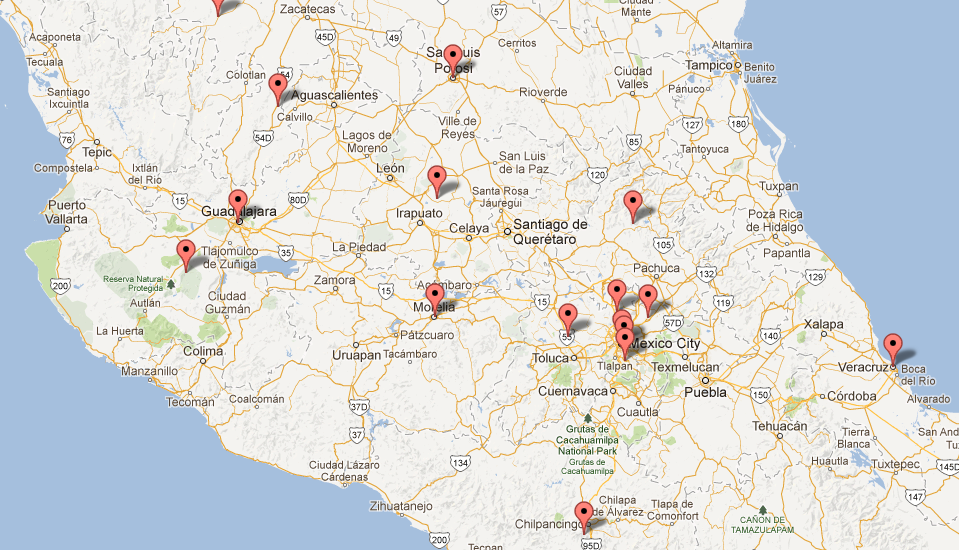 Zacatecas
57
Ciudad
Mante
Acaponeta
Tecuala
45D
49
San Luis
Potosí
Cerritos
Altamira
Tampico
Benito
Juárez
Colotlan
54
Ciudad
Valles
Pánuco
Santiago
Ixcuintla
Aguascalientes
Rioverde
Calvillo
Ville de
Reyes
127
180
76
54D
Lagos de
Moreno
85
Tantoyuca
Tepic
San Luis
de la Paz
Compostela
Ixtlán
del Rio
León
120
Tuxpan
Puerto
Vallarta
15
80D
Santa Rosa
Jáuregui
Guadalajara
Irapuato
Santiago de
Querétaro
Poza Rica
de Hidalgo
Celaya
Tlajomulco
de Zuñiga
35
La Piedad
105
Papantla
Pachuca
Reserva Natural
Protegida
200
Zamora
Acámbaro
132
129
15
15
Autlán
Ciudad
Guzmán
Morelia
57D
La Huerta
Pátzcuaro
55
Xalapa
140
Colima
Uruapan
Tacámbaro
Toluca
Mexico City
Tlalpan
Texmelucan
Veracruz
Boca
del Río
Manzanillo
Cuernavaca
Puebla
Tecomán
Coalcomán
150
Córdoba
Alvarado
37D
Cuautla
37
Grutas de
Cacahuamilpa
National Park
Grutas de
Cacahuamilpa
Tehuacán
Tierra
Blanca
San And
Tu
134
Ciudad Lázaro
Cárdenas
Huautla
Tuxtepec
145D
Zihuatanejo
Chilapa
de Álvarez
Tlapa de
Comonfort
147
Chilpancingo
CAÑON DE
TAMAZULAPAM
200
Tecpan
95D